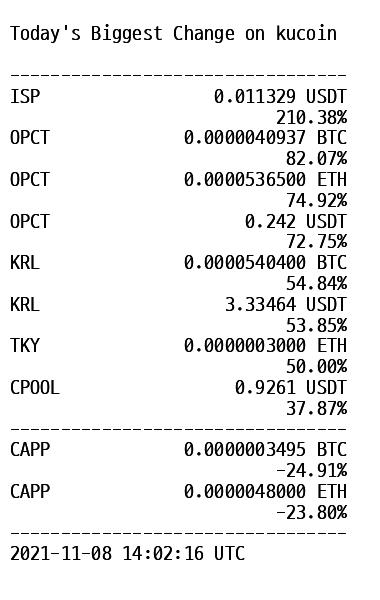 Today's Biggest Change on kucoin
---------------------------------
ISP 0.011329 USDT
210.38%
OPCT 0.0000040937 BTC
82.07%
OPCT 0.0000536500 ETH
74.92%
OPCT 0.242 USDT
72.75%
KRL 0.0000540400 BTC
54.84%
KRL 3.33464 USDT
53.85%
TKY 0.0000003000 ETH
50.00%
CPOOL 0.9261 USDT
37.87%
---------------------------------
CAPP 0.0000003495 BTC
-24.91%
CAPP 0.0000048000 ETH
-23.80%
---------------------------------
2021-11-08 14:02:16 UTC